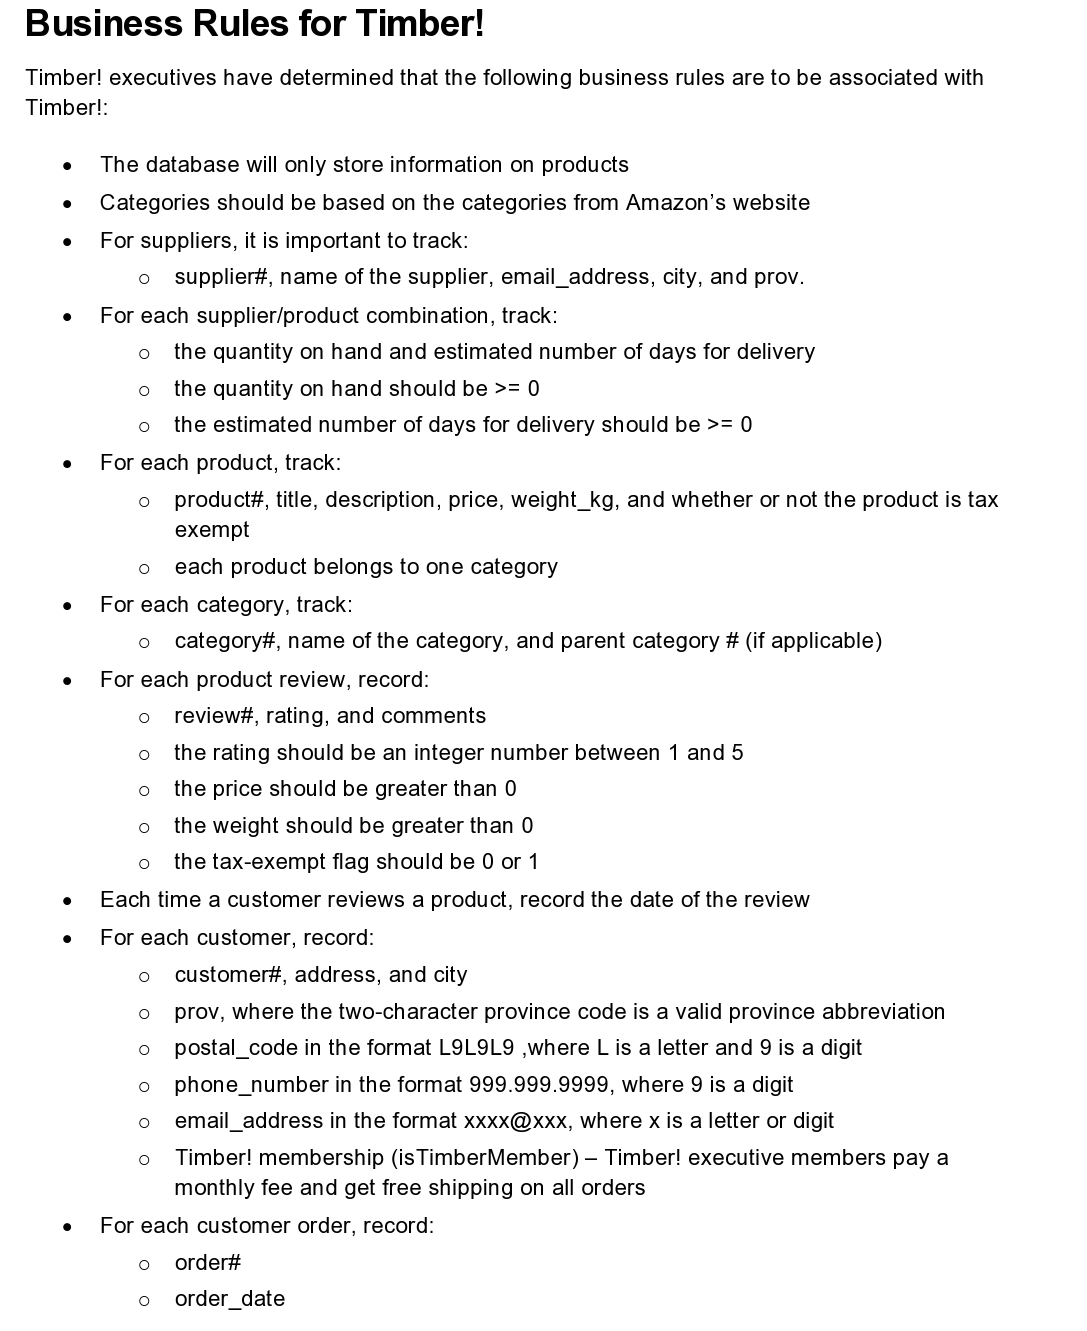 Business Rules for Timber!
Timber! executives have determined that the following business rules are to be associated with
Timber!:
• The database will only store information on products
• Categories should be based on the categories from Amazon’s website
• For suppliers, it is important to track:
o supplier#, name of the supplier, email_address, city, and prov.
• For each supplier/product combination, track:
o the quantity on hand and estimated number of days for delivery
o the quantity on hand should be >= 0
o the estimated number of days for delivery should be >= 0
• For each product, track:
o product#, title, description, price, weight_kg, and whether or not the product is tax
exempt
o each product belongs to one category
• For each category, track:
o category#, name of the category, and parent category # (if applicable)
• For each product review, record:
o review#, rating, and comments
o the rating should be an integer number between 1 and 5
o the price should be greater than 0
o the weight should be greater than 0
o the tax-exempt flag should be 0 or 1
• Each time a customer reviews a product, record the date of the review
• For each customer, record:
o customer#, address, and city
o prov, where the two-character province code is a valid province abbreviation
o postal_code in the format L9L9L9 ,where L is a letter and 9 is a digit
o phone_number in the format 999.999.9999, where 9 is a digit
o email_address in the format xxxx@xxx, where x is a letter or digit
o Timber! membership (isTimberMember) – Timber! executive members pay a
monthly fee and get free shipping on all orders
• For each customer order, record:
o order#
o order_date